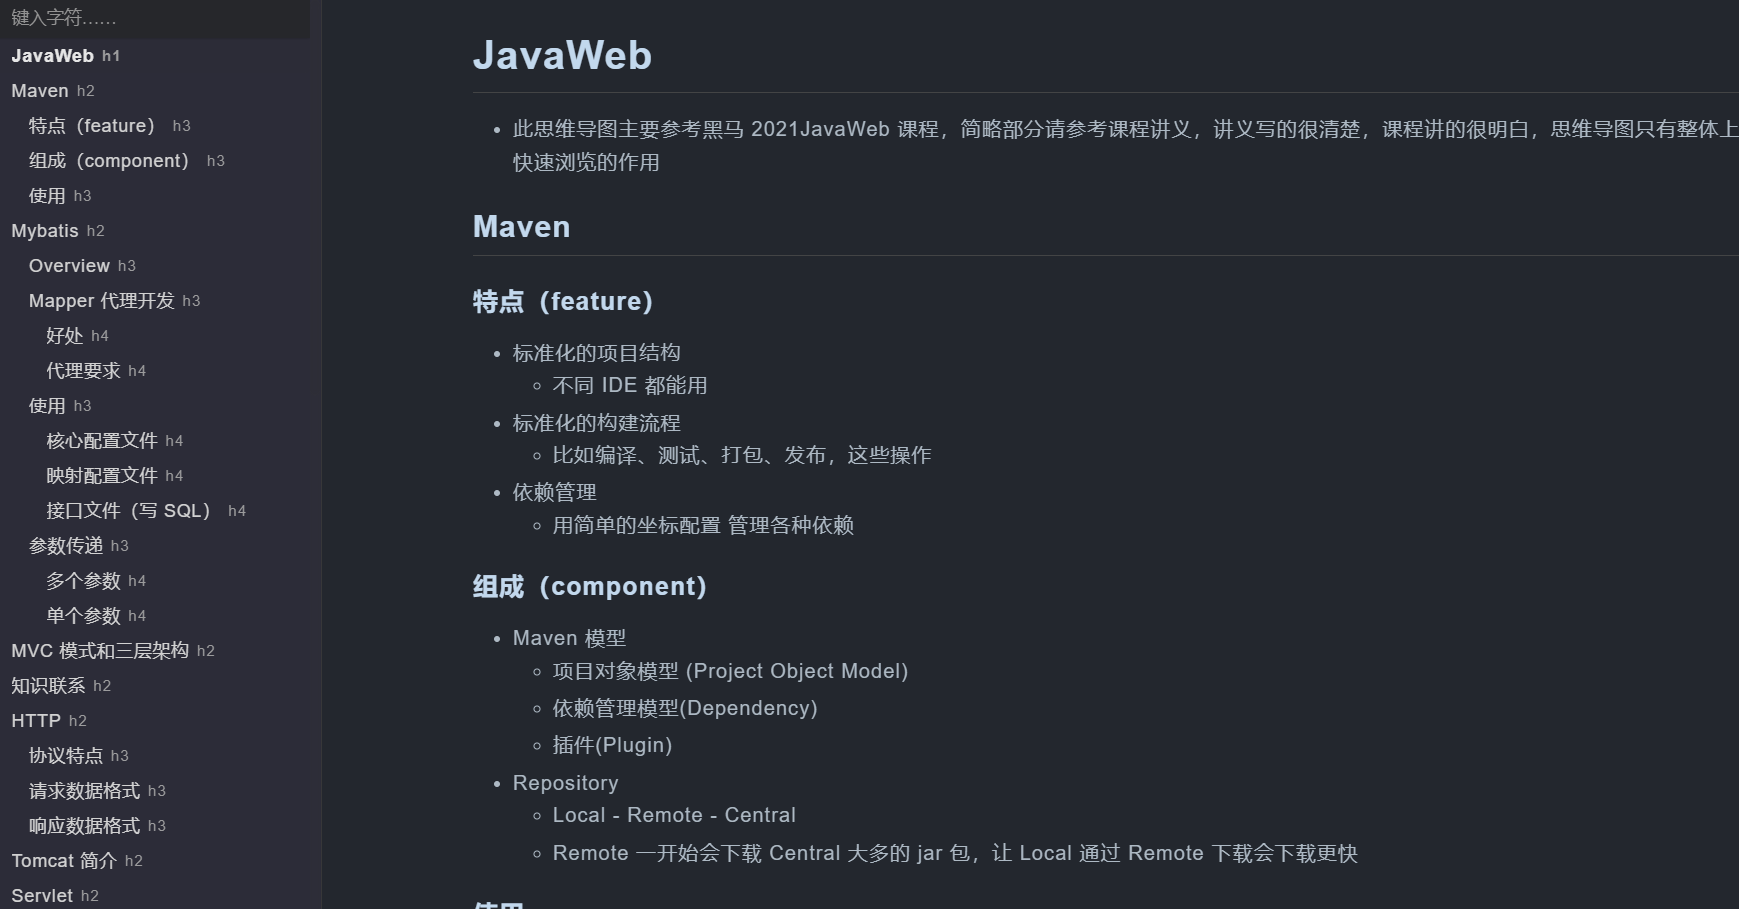 键入字符……
JavaWeb h1
Maven h2
特点（feature） h3
组成（component） h3
使用 h3
Mybatis h2
Overview h3
Mapper 代理开发 h3
好处 h4
代理要求 h4
使用 h3
核心配置文件 h4
映射配置文件 h4
接口文件（写 SQL） h4
参数传递 h3
多个参数 h4
单个参数 h4
MVC 模式和三层架构 h2
知识联系 h2
HTTP h2
协议特点 h3
请求数据格式 h3
响应数据格式 h3
Tomcat 简介 h2
Servlet h2
JavaWeb
此思维导图主要参考黑马 2021JavaWeb 课程，简略部分请参考课程讲义，讲义写的很清楚，课程讲的很明白，思维导图只有整体上
快速浏览的作用
Maven
特点（feature）
标准化的项目结构
不同 IDE 都能用
标准化的构建流程
比如编译、测试、打包、发布，这些操作
依赖管理
用简单的坐标配置 管理各种依赖
组成（component）
Maven 模型
项目对象模型 (Project Object Model)
依赖管理模型(Dependency)
插件(Plugin)
Repository
Local - Remote - Central
Remote 一开始会下载 Central 大多的 jar 包，让 Local 通过 Remote 下载会下载更快
使用